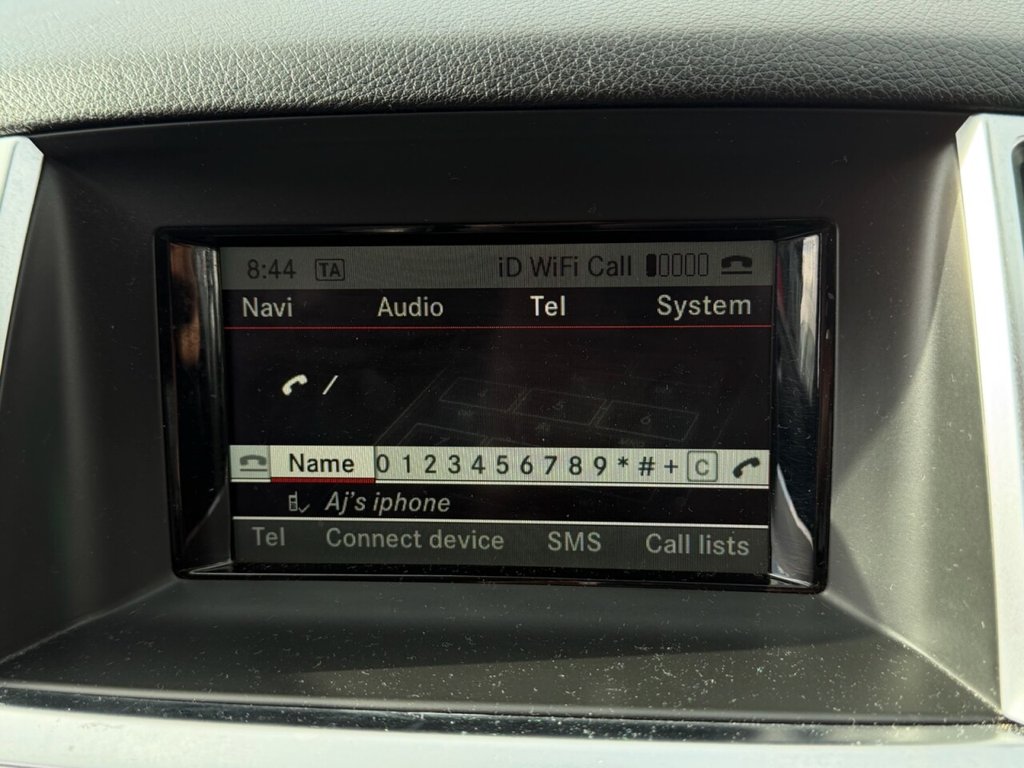 8:44 TA iD WiFi Call
Navi Audio Tel System
/
Name 0 1 2 3 4 5 6 7 8 9 * # + C
Aj's iphone
Tel Connect device SMS Call lists